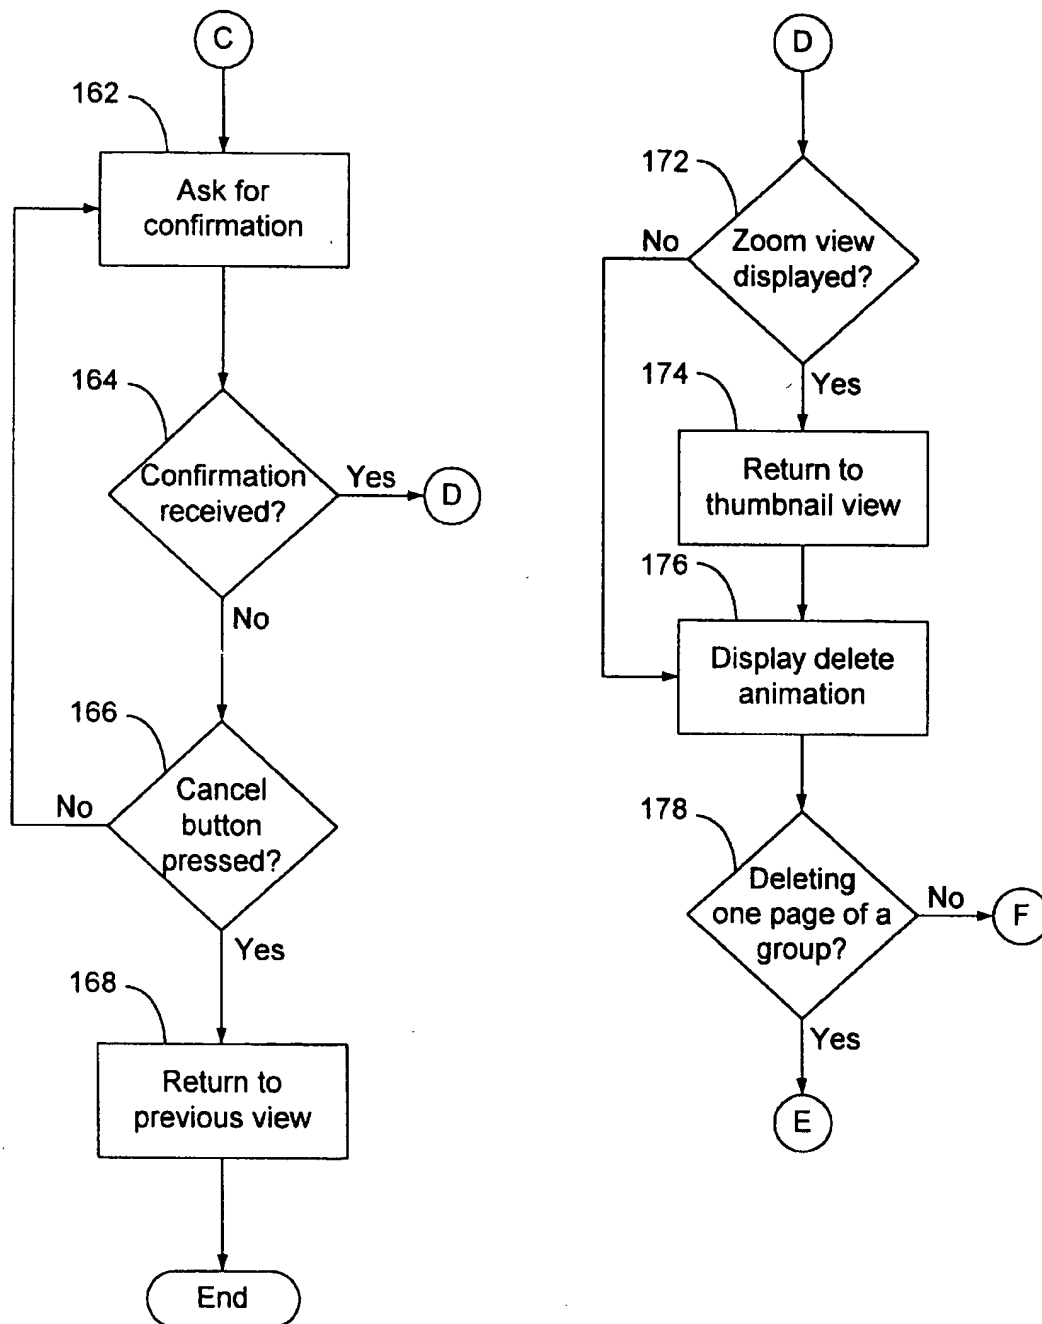 C
162
Ask for
confirmation
164
Confirmation
received?
Yes
D
No
166
Cancel
button
pressed?
No
Yes
168
Return to
previous view
End
D
172
No
Zoom view
displayed?
Yes
174
Return to
thumbnail view
176
Display delete
animation
178
Deleting
one page of a
group?
No
F
Yes
E